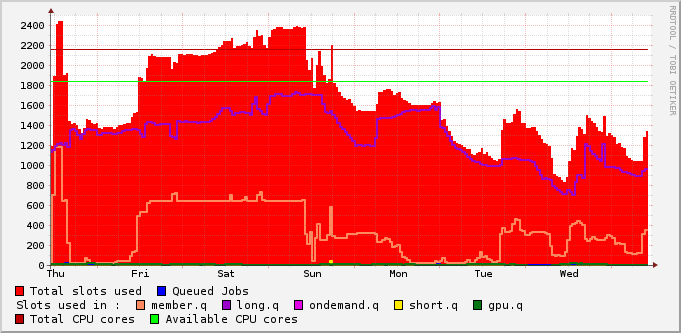 RRDTOOL / TOBI OETIKER
2400
2200
2000
1800
1600
1400
1200
1000
800
600
400
200
0
Thu Fri Sat Sun Mon Tue Wed
Total slots used Queued Jobs
Slots used in : member.q long.q ondemand.q short.q gpu.q
Total CPU cores Available CPU cores